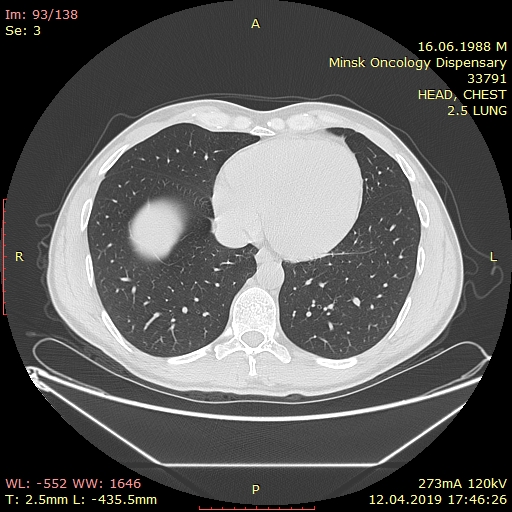 Im: 93/138
Se: 3
A
16.06.1988 M
Minsk Oncology Dispensary
33791
HEAD, CHEST
2.5 LUNG
R
L
WL: -552 WW: 1646
T: 2.5mm L: -435.5mm
P
273mA 120kV
12.04.2019 17:46:26